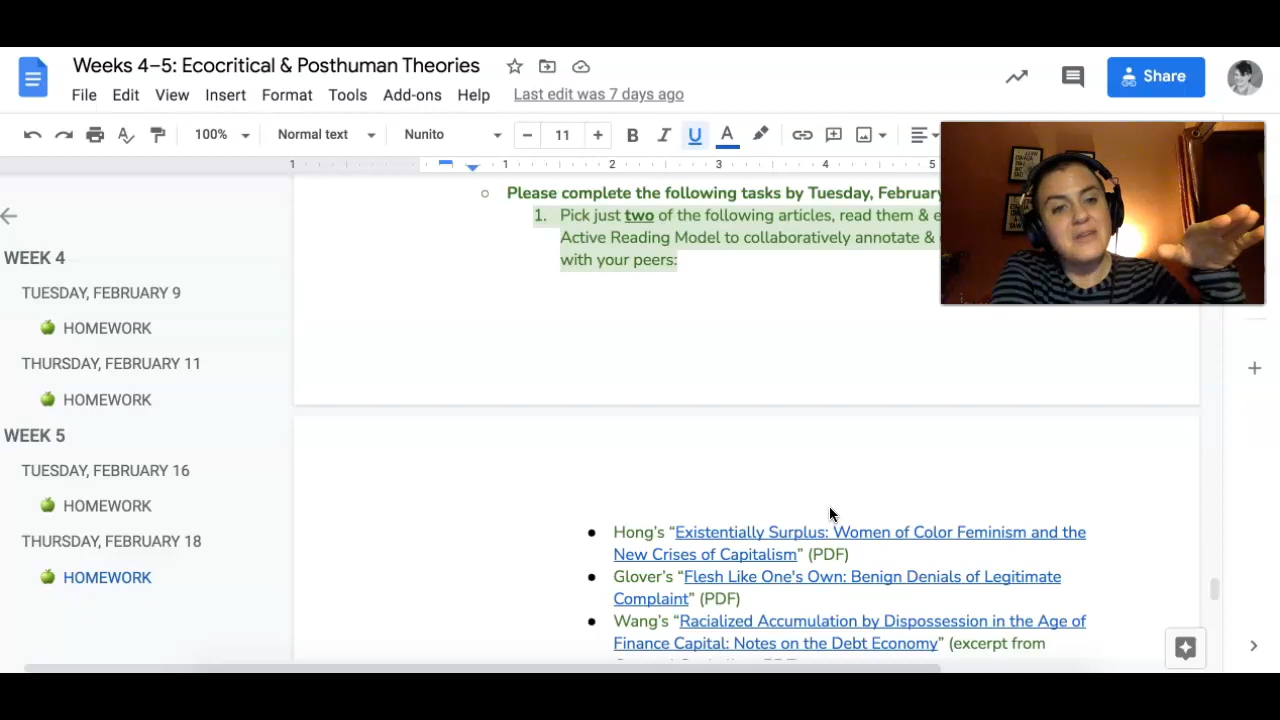 Weeks 4–5: Ecocritical & Posthuman Theories
File Edit View Insert Format Tools Add-ons Help Last edit was 7 days ago
Share
100% Normal text Nunito 11 B I U A
1 1 2 3 4 5
Please complete the following tasks by Tuesday, February
1. Pick just two of the following articles, read them & e
Active Reading Model to collaboratively annotate &
with your peers:
WEEK 4
TUESDAY, FEBRUARY 9
HOMEWORK
THURSDAY, FEBRUARY 11
HOMEWORK
WEEK 5
TUESDAY, FEBRUARY 16
HOMEWORK
THURSDAY, FEBRUARY 18
HOMEWORK
Hong's “Existentially Surplus: Women of Color Feminism and the
New Crises of Capitalism” (PDF)
Glover's “Flesh Like One's Own: Benign Denials of Legitimate
Complaint” (PDF)
Wang's “Racialized Accumulation by Dispossession in the Age of
Finance Capital: Notes on the Debt Economy” (excerpt from